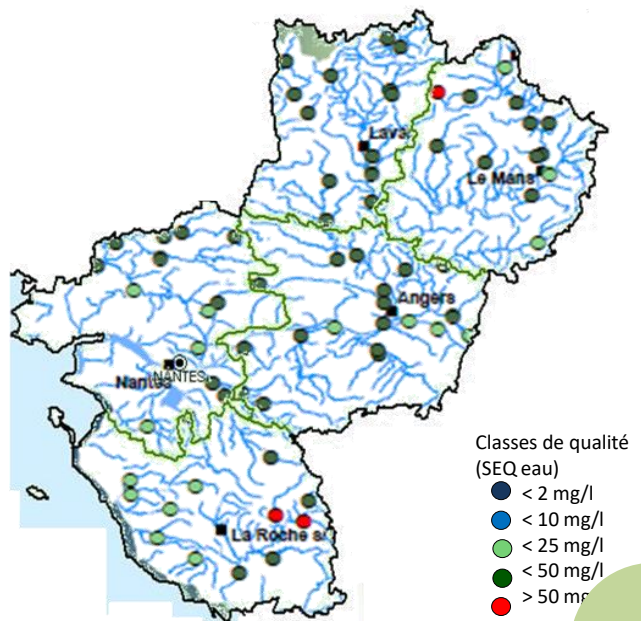 Lava
Le Mans
Angers
NANTES
Nantes
La Roche s/
Classes de qualité
(SEQ eau)
< 2 mg/l
< 10 mg/l
< 25 mg/l
< 50 mg/l
> 50 mg